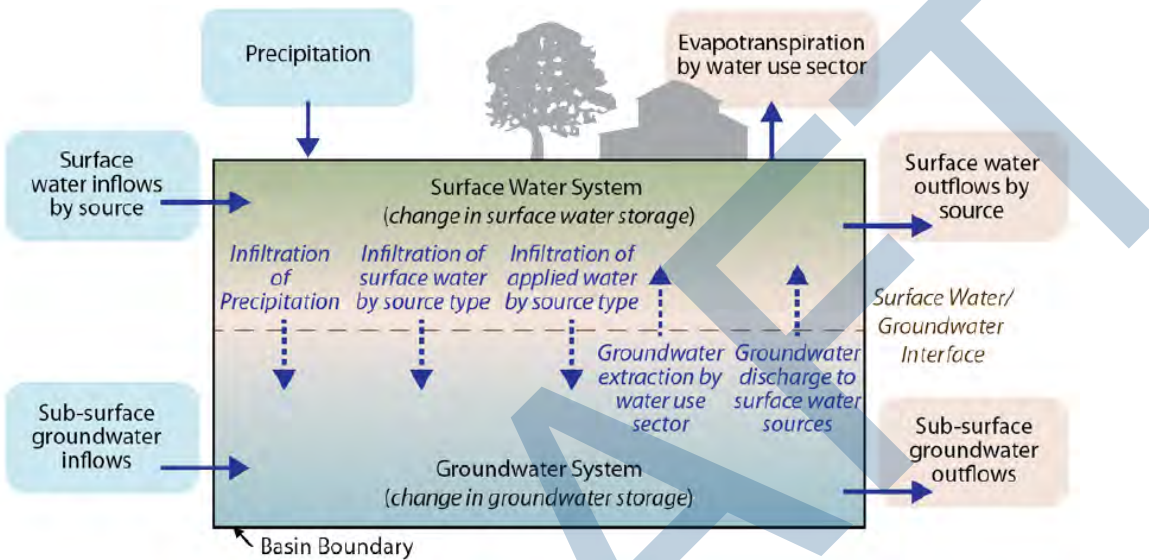 Precipitation
Evapotranspiration
by water use sector
Surface
water inflows
by source
Surface Water System
(change in surface water storage)
Surface water
outflows by
source
Infiltration
of
Precipitation
Infiltration of
surface water
by source type
Infiltration of
applied water
by source type
Surface Water/
Groundwater
Interface
Groundwater
extraction by
water use
sector
Groundwater
discharge to
surface water
sources
Sub-surface
groundwater
inflows
Groundwater System
(change in groundwater storage)
Sub-surface
groundwater
outflows
Basin Boundary